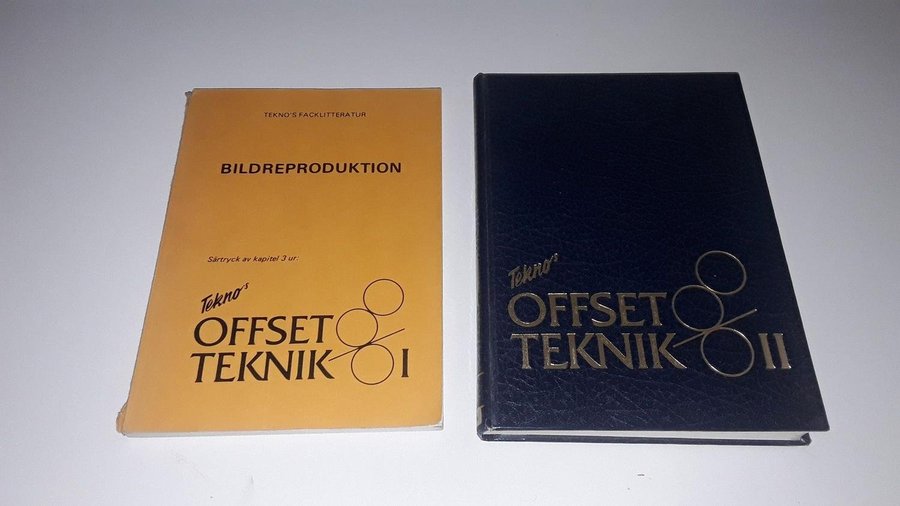 TEKNO'S FACKLITTERATUR
BILDREPRODUKTION
Särtryck av kapitel 3 ur:
Tekno's
OFFSET
TEKNIK I
Tekno's
OFFSET
TEKNIK II